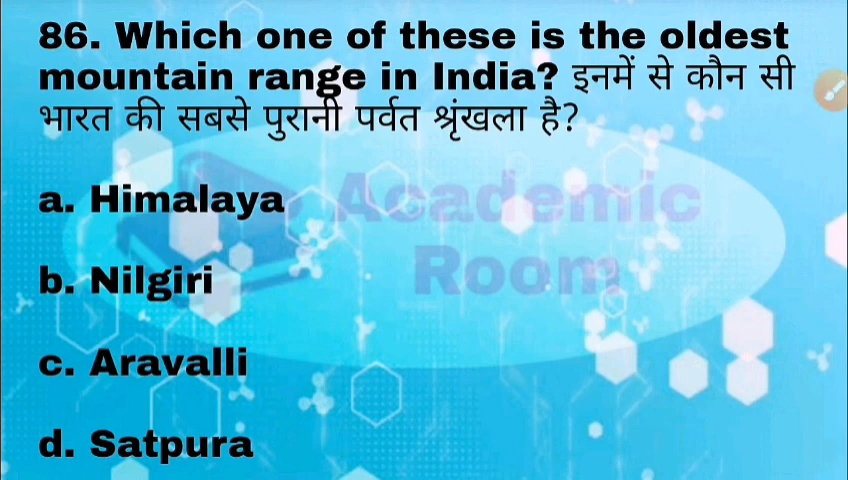 86. Which one of these is the oldest
mountain range in India? इनमें से कौन सी
भारत की सबसे पुरानी पर्वत श्रृंखला है?
a. Himalaya
Academic
Room
b. Nilgiri
c. Aravalli
d. Satpura